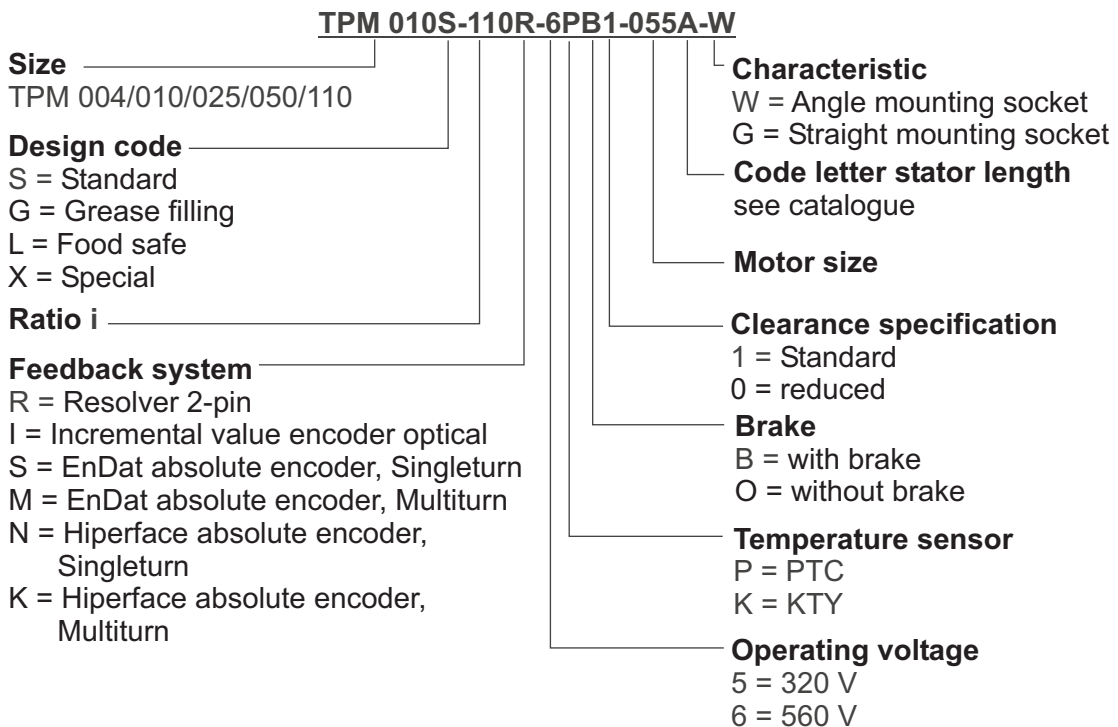 TPM 010S-110R-6PB1-055A-W
Size
TPM 004/010/025/050/110
Design code
S = Standard
G = Grease filling
L = Food safe
X = Special
Ratio i
Feedback system
R = Resolver 2-pin
I = Incremental value encoder optical
S = EnDat absolute encoder, Singleturn
M = EnDat absolute encoder, Multiturn
N = Hiperface absolute encoder,
Singleturn
K = Hiperface absolute encoder,
Multiturn
Characteristic
W = Angle mounting socket
G = Straight mounting socket
Code letter stator length
see catalogue
Motor size
Clearance specification
1 = Standard
0 = reduced
Brake
B = with brake
O = without brake
Temperature sensor
P = PTC
K = KTY
Operating voltage
5 = 320 V
6 = 560 V